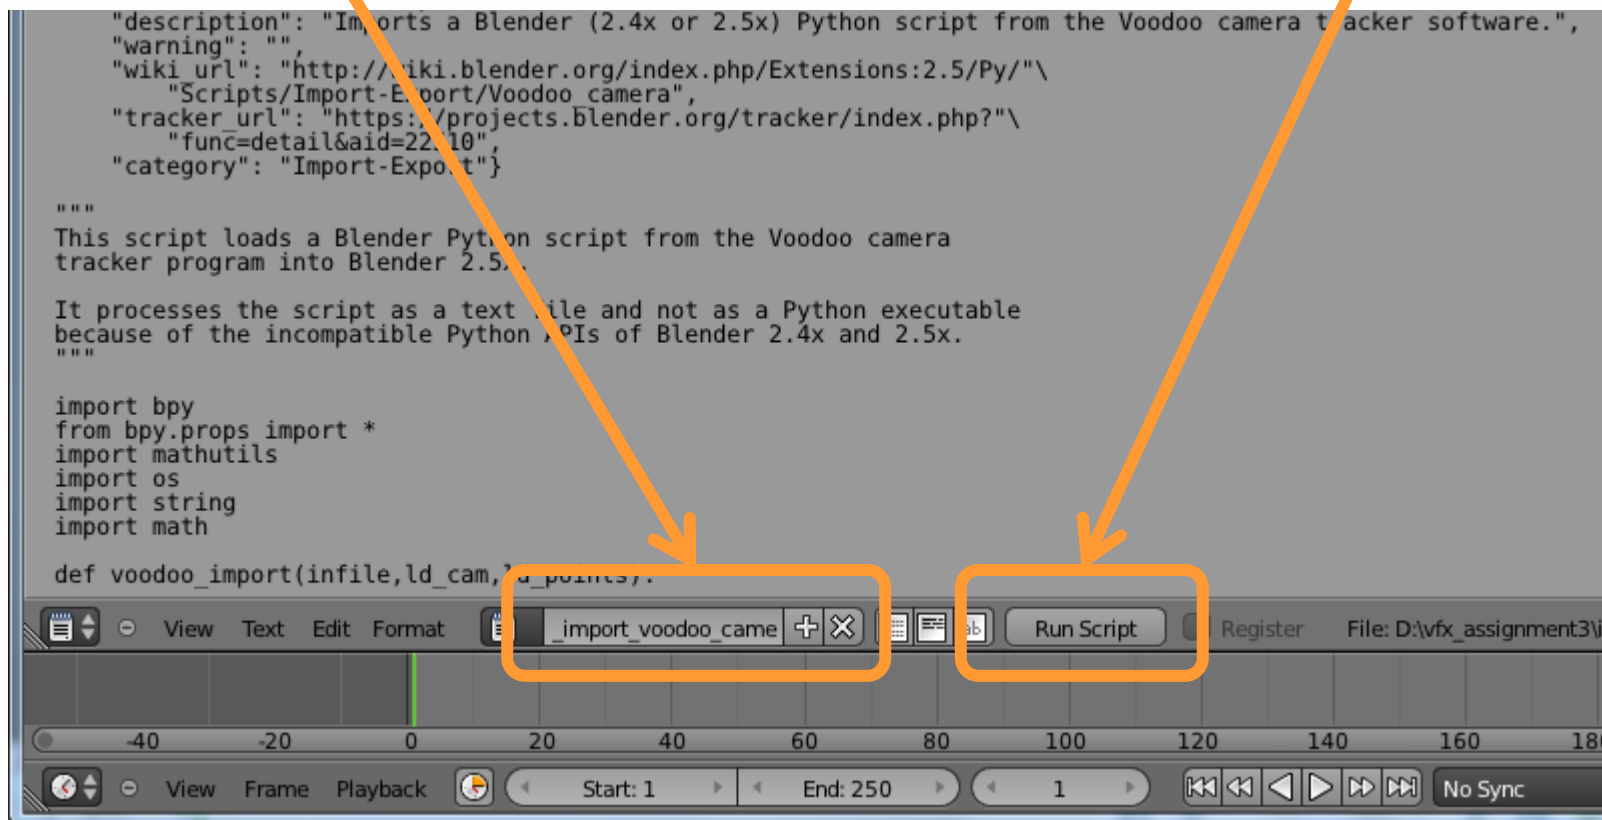 "description": "Imports a Blender (2.4x or 2.5x) Python script from the Voodoo camera tracker software.",
"warning": "",
"wiki_url": "http://wiki.blender.org/index.php/Extensions:2.5/Py/"\
"Scripts/Import-Export/Voodoo_camera",
"tracker_url": "https://projects.blender.org/tracker/index.php?"\
"func=detail&aid=22510",
"category": "Import-Export"}
"""
This script loads a Blender Python script from the Voodoo camera
tracker program into Blender 2.5x.
It processes the script as a text file and not as a Python executable
because of the incompatible Python APIs of Blender 2.4x and 2.5x.
"""
import bpy
from bpy.props import *
import mathutils
import os
import string
import math
def voodoo_import(infile,ld_cam,ld_points):
View Text Edit Format _import_voodoo_came ab Run Script Register File: D:\vfx_assignment3\i
-40 -20 0 20 40 60 80 100 120 140 160 180
View Frame Playback Start: 1 End: 250 1 No Sync